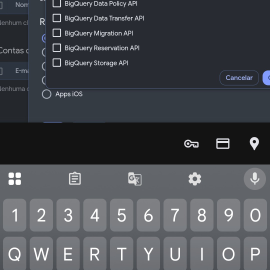 BigQuery Data Policy API
BigQuery Data Transfer API
BigQuery Migration API
BigQuery Reservation API
BigQuery Storage API
Cancelar
Apps iOS
Contas
1 2 3 4 5 6 7 8 9 0
Q W E R T Y U I O P